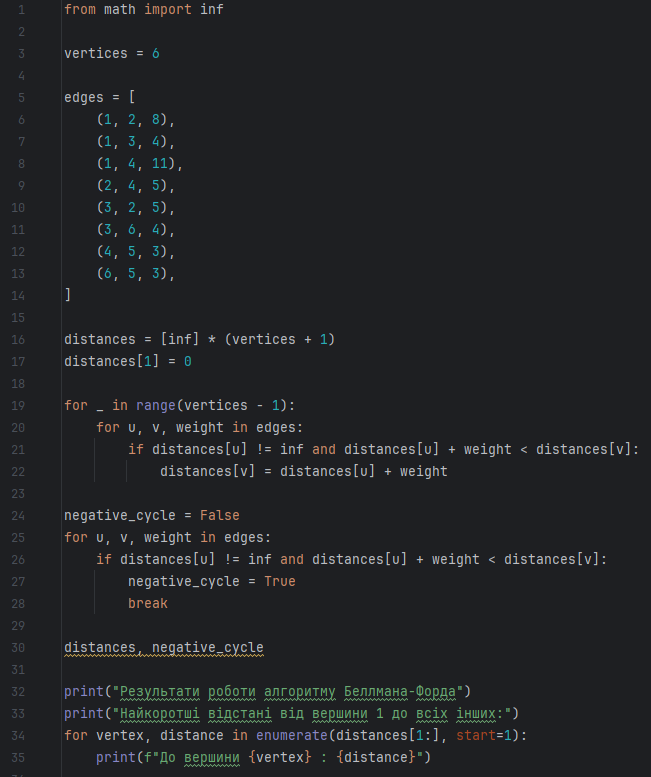 1 from math import inf
2
3 vertices = 6
4
5 edges = [
6     (1, 2, 8),
7     (1, 3, 4),
8     (1, 4, 11),
9     (2, 4, 5),
10     (3, 2, 5),
11     (3, 6, 4),
12     (4, 5, 3),
13     (6, 5, 3),
14 ]
15
16 distances = [inf] * (vertices + 1)
17 distances[1] = 0
18
19 for _ in range(vertices - 1):
20     for u, v, weight in edges:
21         if distances[u] != inf and distances[u] + weight < distances[v]:
22             distances[v] = distances[u] + weight
23
24 negative_cycle = False
25 for u, v, weight in edges:
26     if distances[u] != inf and distances[u] + weight < distances[v]:
27         negative_cycle = True
28         break
29
30 distances, negative_cycle
31
32 print("Результати роботи алгоритму Беллмана-Форда")
33 print("Найкоротші відстані від вершини 1 до всіх інших:")
34 for vertex, distance in enumerate(distances[1:], start=1):
35     print(f"До вершини {vertex} : {distance}")